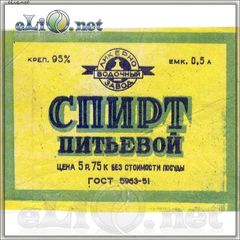 eLiQ.net
КРЕП. 95%
ЛИКЕРНО
ВОДОЧНЫЙ
ЗАВОД
ЕМК. 0,5 Л
СПИРТ
ПИТЬЕВОЙ
ЦЕНА 5 Р. 75 К БЕЗ СТОИМОСТИ ПОСУДЫ
ГОСТ 5963-51